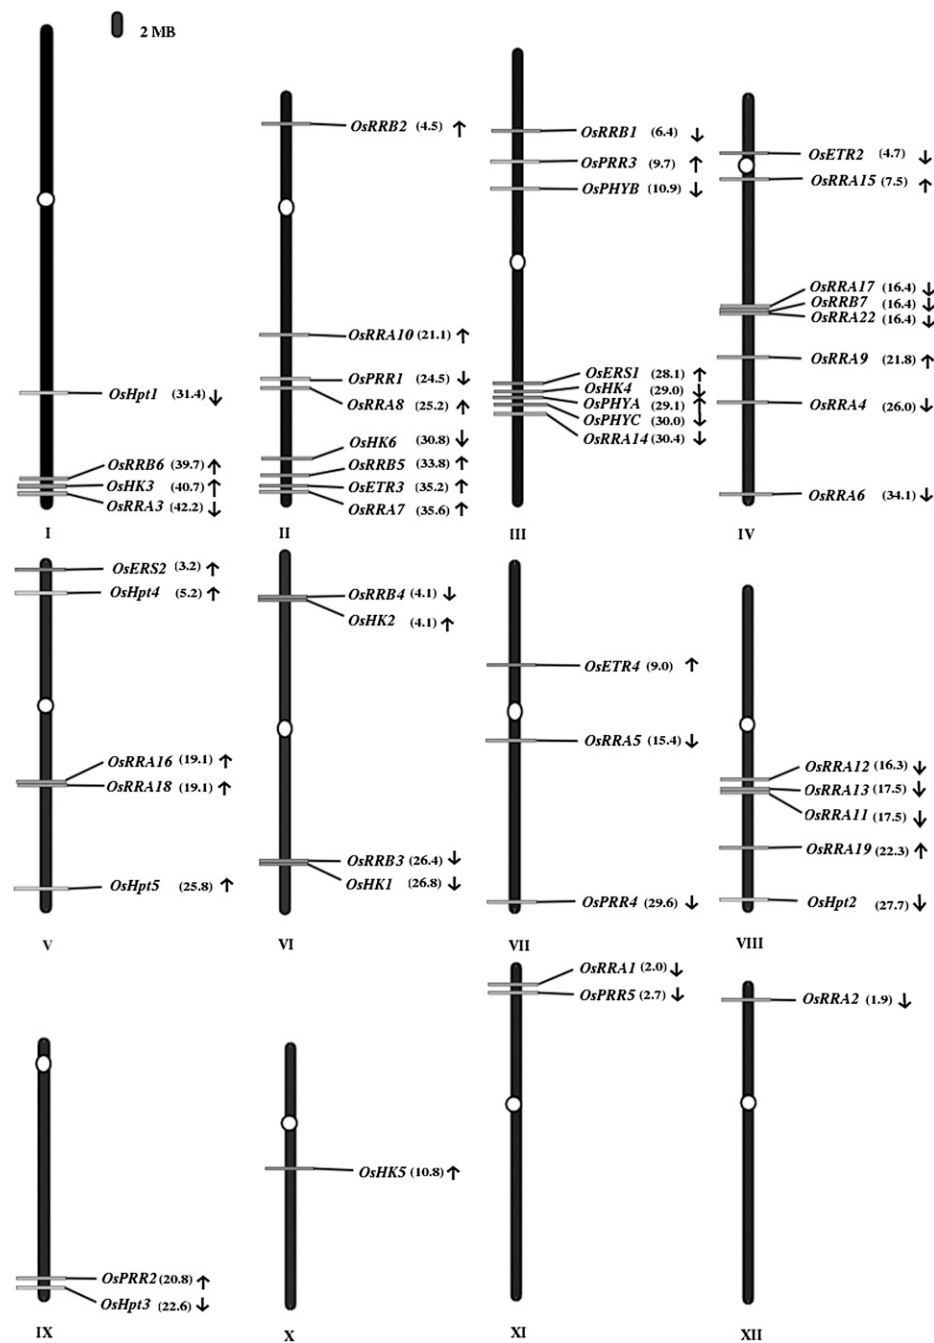 2 MB
OsHpt1 (31.4) ↓
OsRRB6 (39.7) ↑
OsHK3 (40.7) ↑
OsRRA3 (42.2) ↓
I
OsRRB2 (4.5) ↑
OsRRA10 (21.1) ↑
OsPRR1 (24.5) ↓
OsRRA8 (25.2) ↑
OsHK6 (30.8) ↓
OsRRB5 (33.8) ↑
OsETR3 (35.2) ↑
OsRRA7 (35.6) ↑
II
OsRRB1 (6.4) ↓
OsPRR3 (9.7) ↑
OsPHYB (10.9) ↓
OsERS1 (28.1) ↑
OsHK4 (29.0) ↓
OsPHYA (29.1) ↑
OsPHYC (30.0) ↓
OsRRA14 (30.4) ↓
III
OsETR2 (4.7) ↓
OsRRA15 (7.5) ↑
OsRRA17 (16.4) ↓
OsRRB7 (16.4) ↓
OsRRA22 (16.4) ↓
OsRRA9 (21.8) ↑
OsRRA4 (26.0) ↓
OsRRA6 (34.1) ↓
IV
OsERS2 (3.2) ↑
OsHpt4 (5.2) ↑
OsRRA16 (19.1) ↑
OsRRA18 (19.1) ↑
OsHpt5 (25.8) ↑
V
OsRRB4 (4.1) ↓
OsHK2 (4.1) ↑
OsRRB3 (26.4) ↓
OsHK1 (26.8) ↓
VI
OsETR4 (9.0) ↑
OsRRA5 (15.4) ↓
OsPRR4 (29.6) ↓
VII
OsRRA12 (16.3) ↓
OsRRA13 (17.5) ↓
OsRRA11 (17.5) ↓
OsRRA19 (22.3) ↑
OsHpt2 (27.7) ↓
VIII
OsPRR2 (20.8) ↑
OsHpt3 (22.6) ↓
IX
OsHK5 (10.8) ↑
X
OsRRA1 (2.0) ↓
OsPRR5 (2.7) ↓
XI
OsRRA2 (1.9) ↓
XII